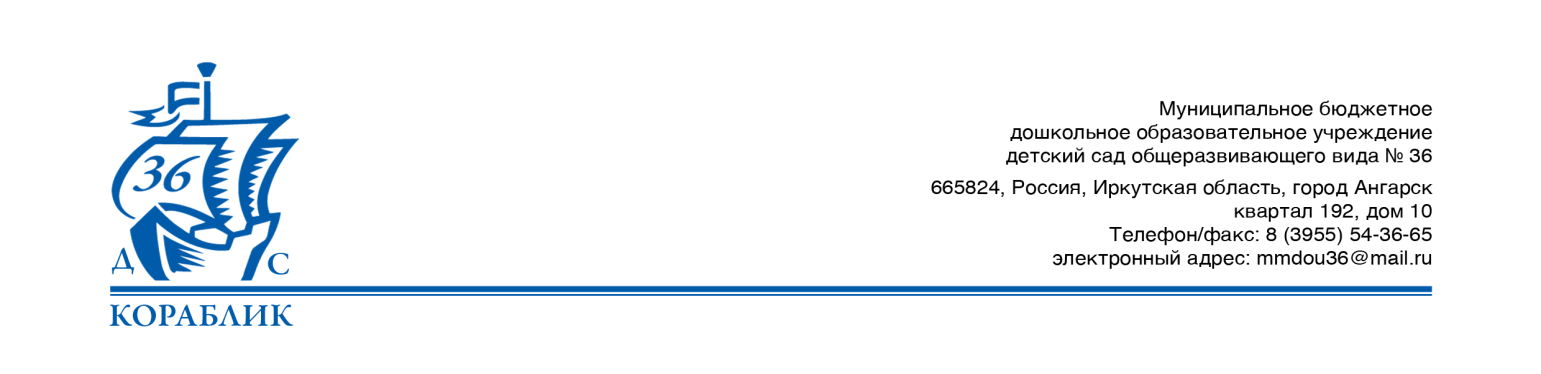 36
Д С
КОРАБЛИК
Муниципальное бюджетное
дошкольное образовательное учреждение
детский сад общеразвивающего вида № 36
665824, Россия, Иркутская область, город Ангарск
квартал 192, дом 10
Телефон/факс: 8 (3955) 54-36-65
электронный адрес: mmdou36@mail.ru